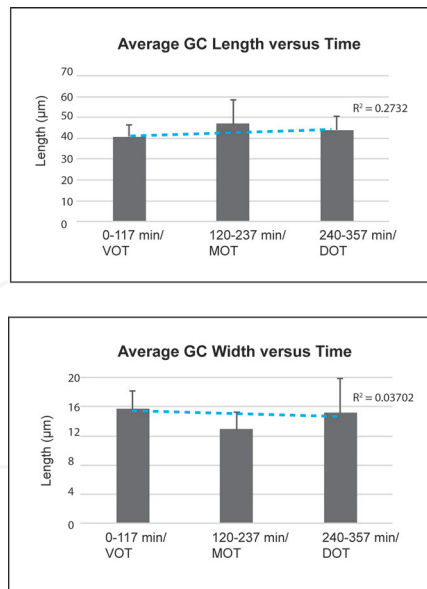 Average GC Length versus Time
70
60
50
40
30
20
10
0
Length (µm)
R² = 0.2732
0-117 min/
VOT
120-237 min/
MOT
240-357 min/
DOT
Average GC Width versus Time
20
16
12
8
4
0
Length (µm)
R² = 0.03702
0-117 min/
VOT
120-237 min/
MOT
240-357 min/
DOT